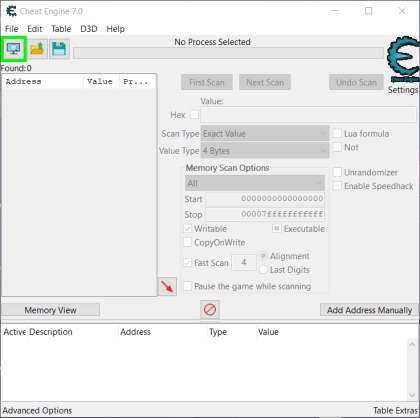 Cheat Engine 7.0
File Edit Table D3D Help
No Process Selected
Found: 0
Address Value Pr...
First Scan Next Scan Undo Scan
Settings
Value:
Hex
Scan Type Exact Value
Lua formula
Not
Value Type 4 Bytes
Memory Scan Options
All
Unrandomizer
Enable Speedhack
Start 0000000000000000
Stop 00007fffffffffff
Writable Executable
CopyOnWrite
Fast Scan 4 Alignment
Last Digits
Pause the game while scanning
Memory View Add Address Manually
Active Description Address Type Value
Advanced Options Table Extras